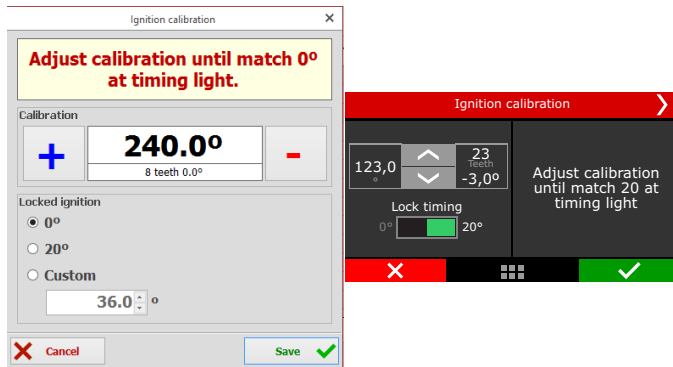 Ignition calibration
Adjust calibration until match 0º
at timing light.
Calibration
+
240.0º
8 teeth 0.0º
-
Locked ignition
0º
20º
Custom
36.0 º
Cancel
Save
Ignition calibration
123,0
º
23
Teeth
-3,0º
Lock timing
0º
20º
Adjust calibration
until match 20 at
timing light